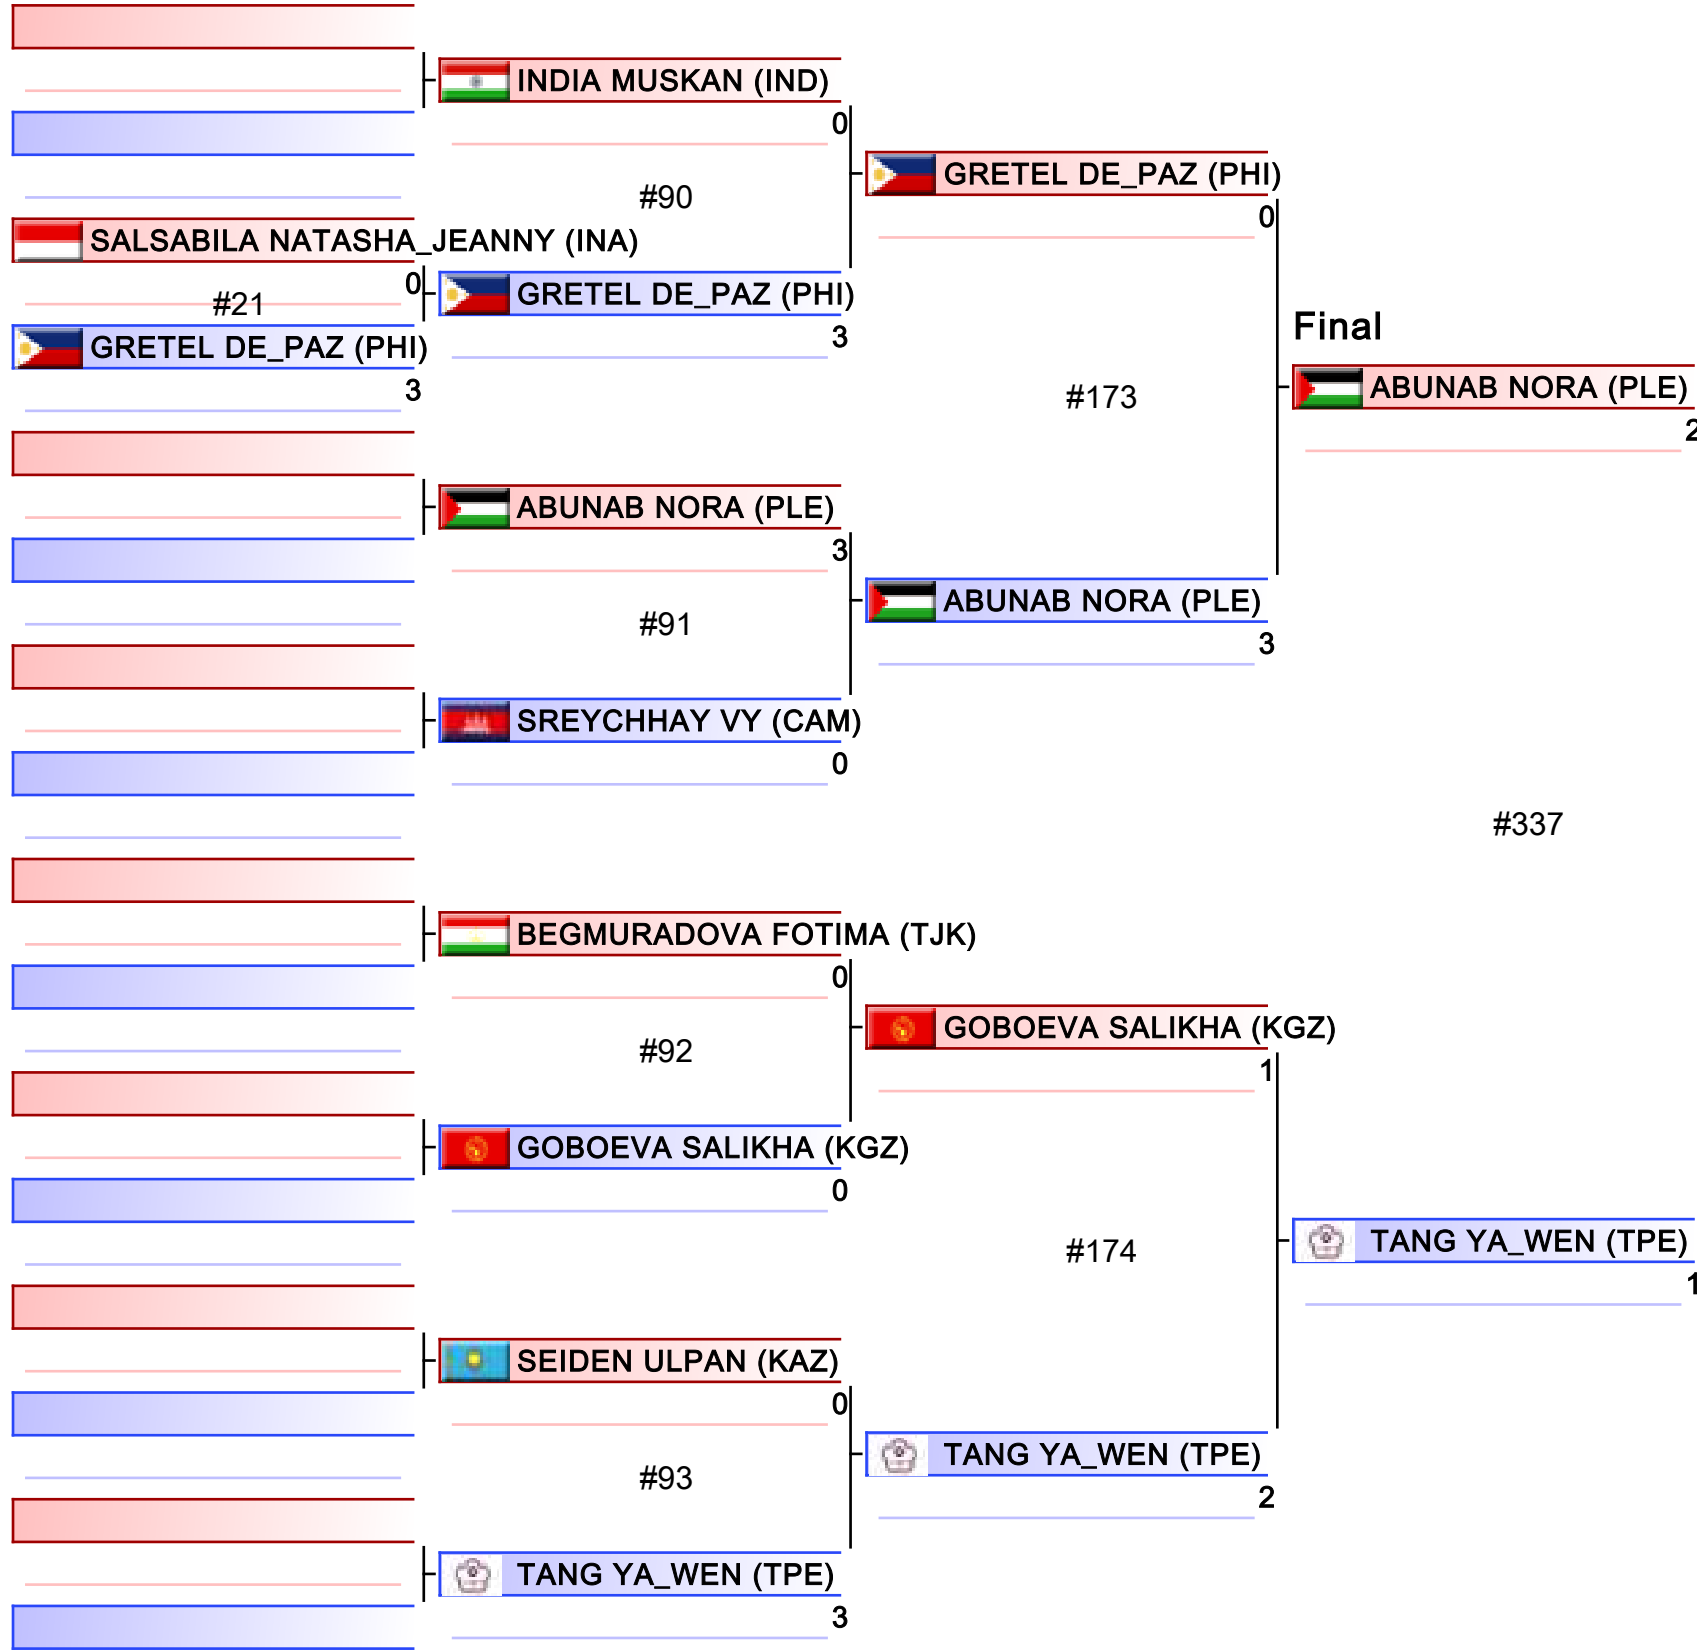 INDIA MUSKAN (IND)
0
#90
GRETEL DE_PAZ (PHI)
0
SALSABILA NATASHA_JEANNY (INA)
0
#21
GRETEL DE_PAZ (PHI)
3
GRETEL DE_PAZ (PHI)
3
Final
#173
ABUNAB NORA (PLE)
2
ABUNAB NORA (PLE)
3
#91
ABUNAB NORA (PLE)
3
SREYCHHAY VY (CAM)
0
#337
BEGMURADOVA FOTIMA (TJK)
0
#92
GOBOEVA SALIKHA (KGZ)
1
GOBOEVA SALIKHA (KGZ)
0
#174
TANG YA_WEN (TPE)
1
SEIDEN ULPAN (KAZ)
0
#93
TANG YA_WEN (TPE)
2
TANG YA_WEN (TPE)
3